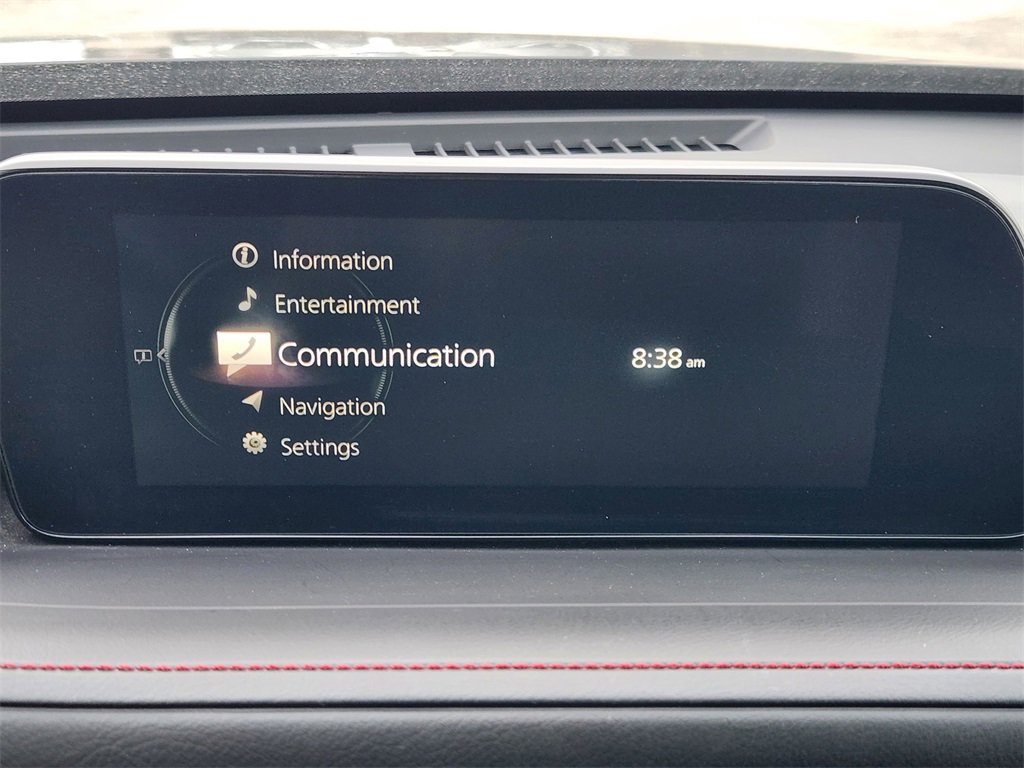 Information
Entertainment
Communication
8:38 am
Navigation
Settings